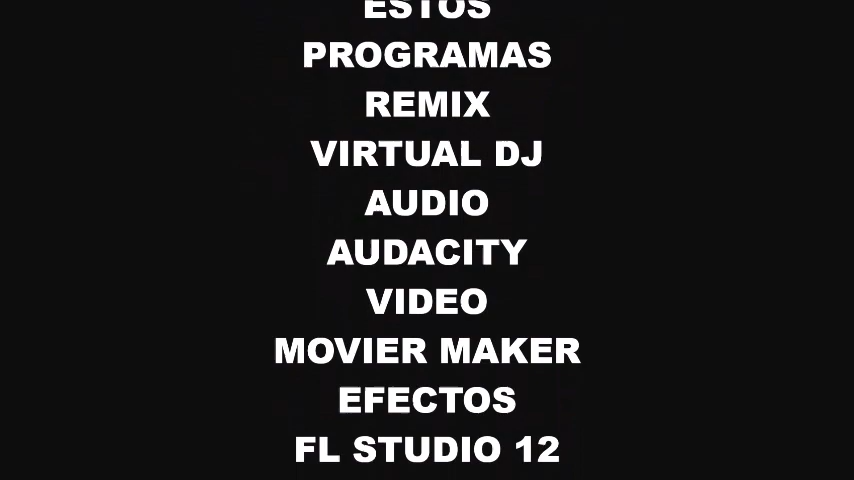 ESTOS
PROGRAMAS
REMIX
VIRTUAL DJ
AUDIO
AUDACITY
VIDEO
MOVIER MAKER
EFECTOS
FL STUDIO 12